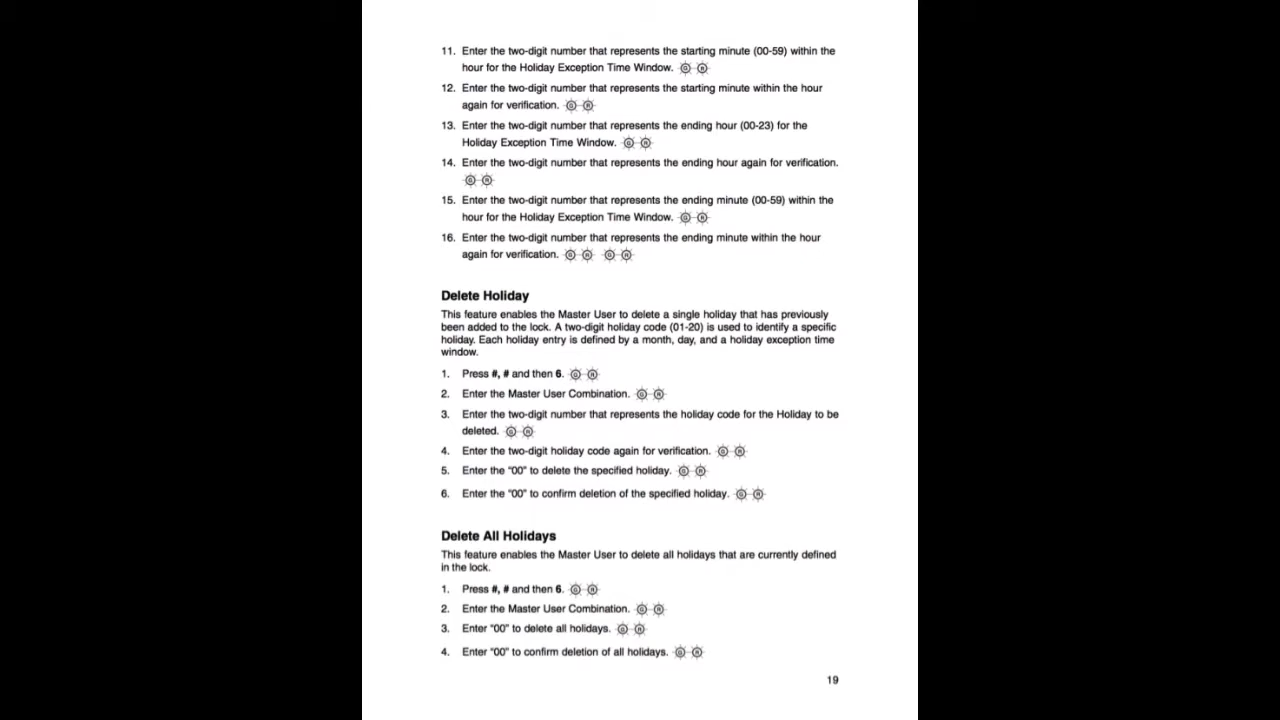 11. Enter the two-digit number that represents the starting minute (00-59) within the
hour for the Holiday Exception Time Window. G R
12. Enter the two-digit number that represents the starting minute within the hour
again for verification. G R
13. Enter the two-digit number that represents the ending hour (00-23) for the
Holiday Exception Time Window. G R
14. Enter the two-digit number that represents the ending hour again for verification.
G R
15. Enter the two-digit number that represents the ending minute (00-59) within the
hour for the Holiday Exception Time Window. G R
16. Enter the two-digit number that represents the ending minute within the hour
again for verification. G R G R
Delete Holiday
This feature enables the Master User to delete a single holiday that has previously
been added to the lock. A two-digit holiday code (01-20) is used to identify a specific
holiday. Each holiday entry is defined by a month, day, and a holiday exception time
window.
1. Press #, # and then 6. G R
2. Enter the Master User Combination. G R
3. Enter the two-digit number that represents the holiday code for the Holiday to be
deleted. G R
4. Enter the two-digit holiday code again for verification. G R
5. Enter the "00" to delete the specified holiday. G R
6. Enter the "00" to confirm deletion of the specified holiday. G R
Delete All Holidays
This feature enables the Master User to delete all holidays that are currently defined
in the lock.
1. Press #, # and then 6. G R
2. Enter the Master User Combination. G R
3. Enter "00" to delete all holidays. G R
4. Enter "00" to confirm deletion of all holidays. G R
19